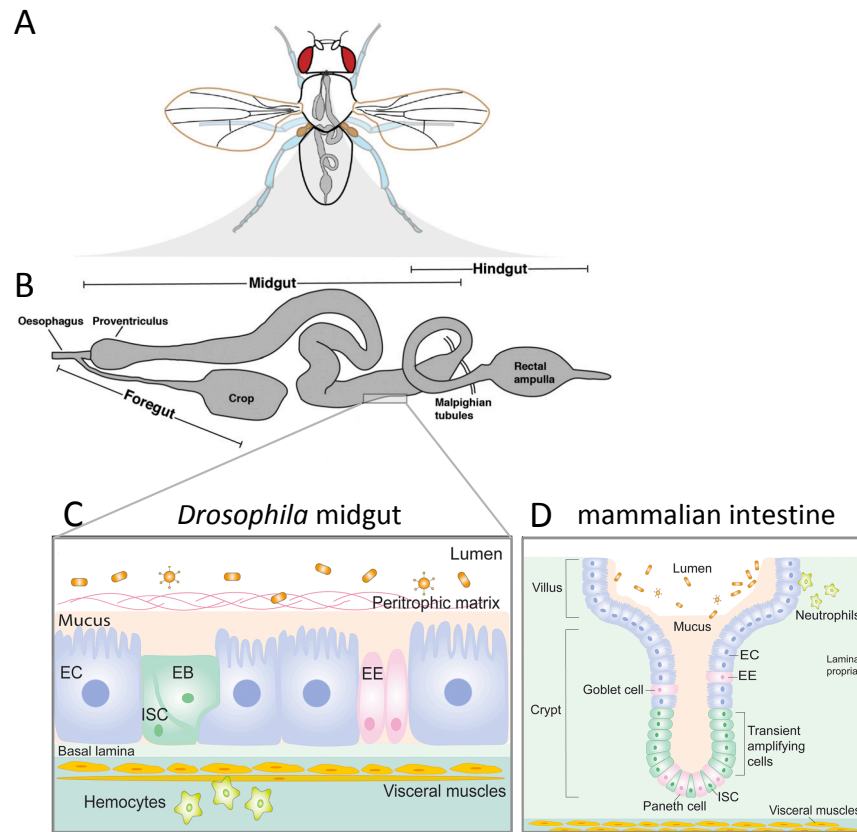 A
B
Hindgut
Midgut
Oesophagus
Proventriculus
Crop
Foregut
Malpighian
tubules
Rectal
ampulla
C
Drosophila midgut
Lumen
Peritrophic matrix
Mucus
EC
EB
EE
ISC
Basal lamina
Visceral muscles
Hemocytes
D
mammalian intestine
Villus
Lumen
Neutrophils
Mucus
EC
EE
Lamina
propria
Goblet cell
Crypt
Transient
amplifying
cells
ISC
Paneth cell
Visceral muscles